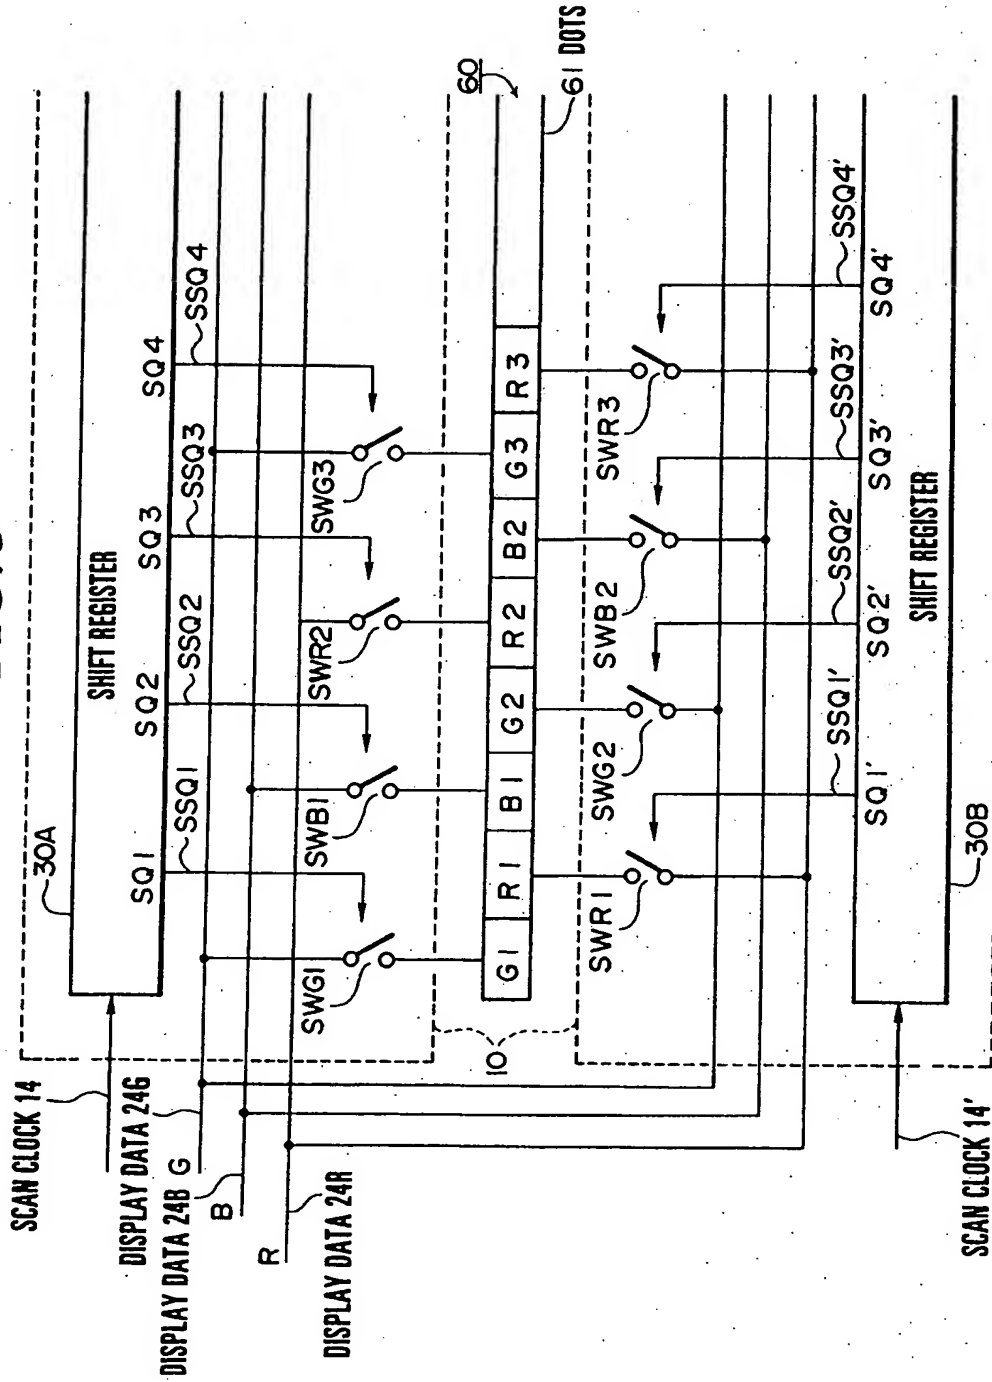 SCAN CLOCK 14
DISPLAY DATA 24G
DISPLAY DATA 24B
G
B
R
DISPLAY DATA 24R
30A
SHIFT REGISTER
SQ1
SQ2
SQ3
SQ4
SSQ1
SSQ2
SSQ3
SSQ4
SWG1
SWB1
SWR2
SWG3
10
60
G1 R1 B1 G2 R2 B2 G3 R3
61 DOTS
SWR1
SWG2
SWB2
SWR3
SSQ1'
SSQ2'
SSQ3'
SSQ4'
SQ1'
SQ2'
SQ3'
SQ4'
SHIFT REGISTER
30B
SCAN CLOCK 14'